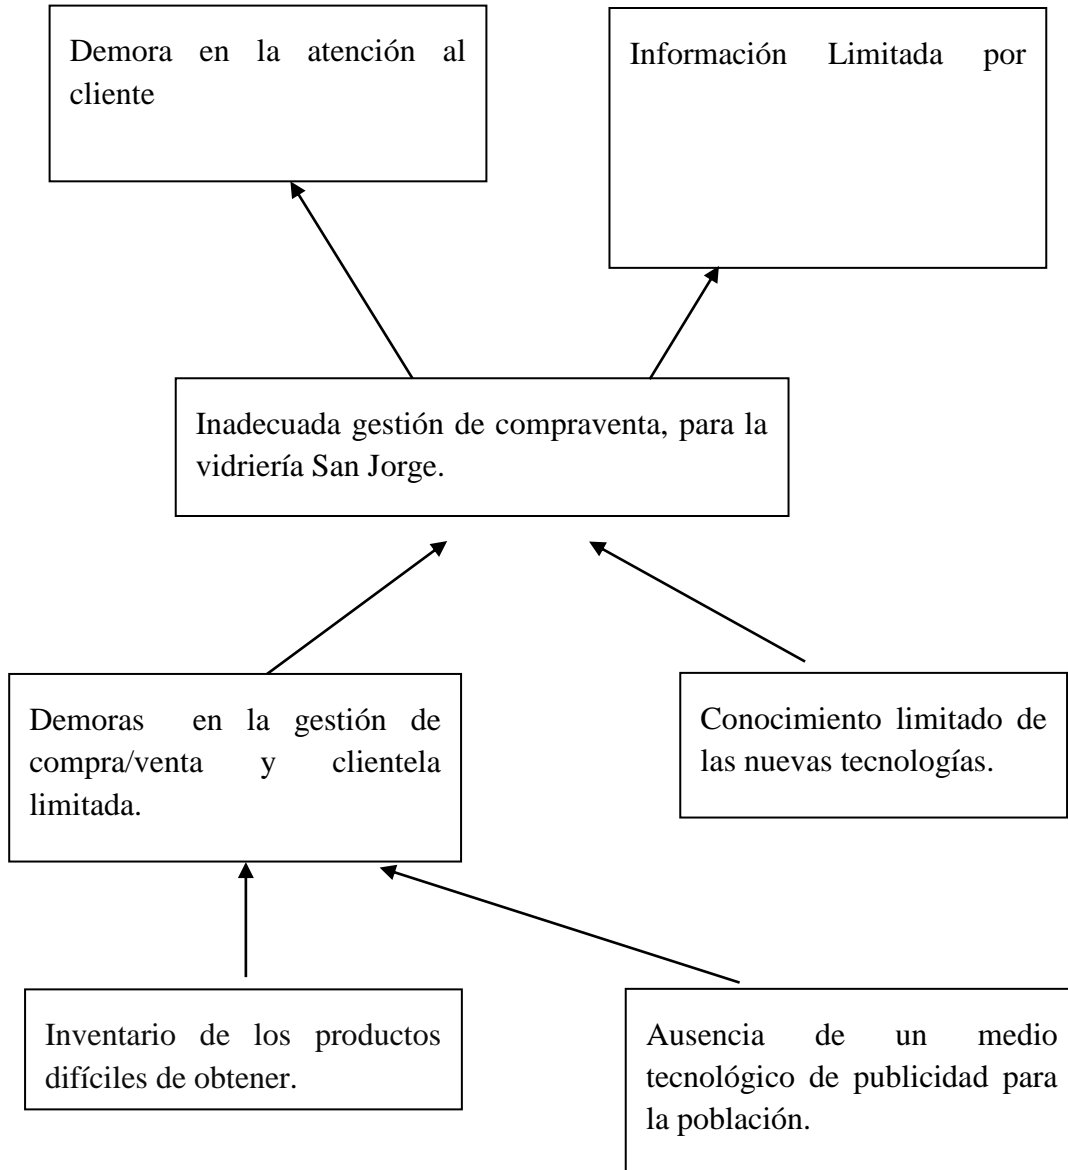 Demora en la atención al
cliente
Información Limitada por
Inadecuada gestión de compraventa, para la
vidriería San Jorge.
Demoras en la gestión de
compra/venta y clientela
limitada.
Conocimiento limitado de
las nuevas tecnologías.
Inventario de los productos
difíciles de obtener.
Ausencia de un medio
tecnológico de publicidad para
la población.